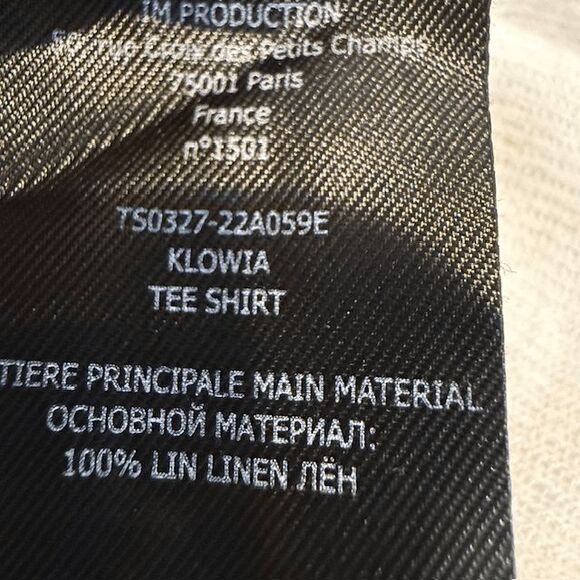 IM PRODUCTION
50, rue Croix des Petits Champs
75001 Paris
France
n°1501
TS0327-22A059E
KLOWIA
TEE SHIRT
TIERE PRINCIPALE MAIN MATERIAL
ОСНОВНОЙ МАТЕРИАЛ:
100% LIN LINEN ЛЁН